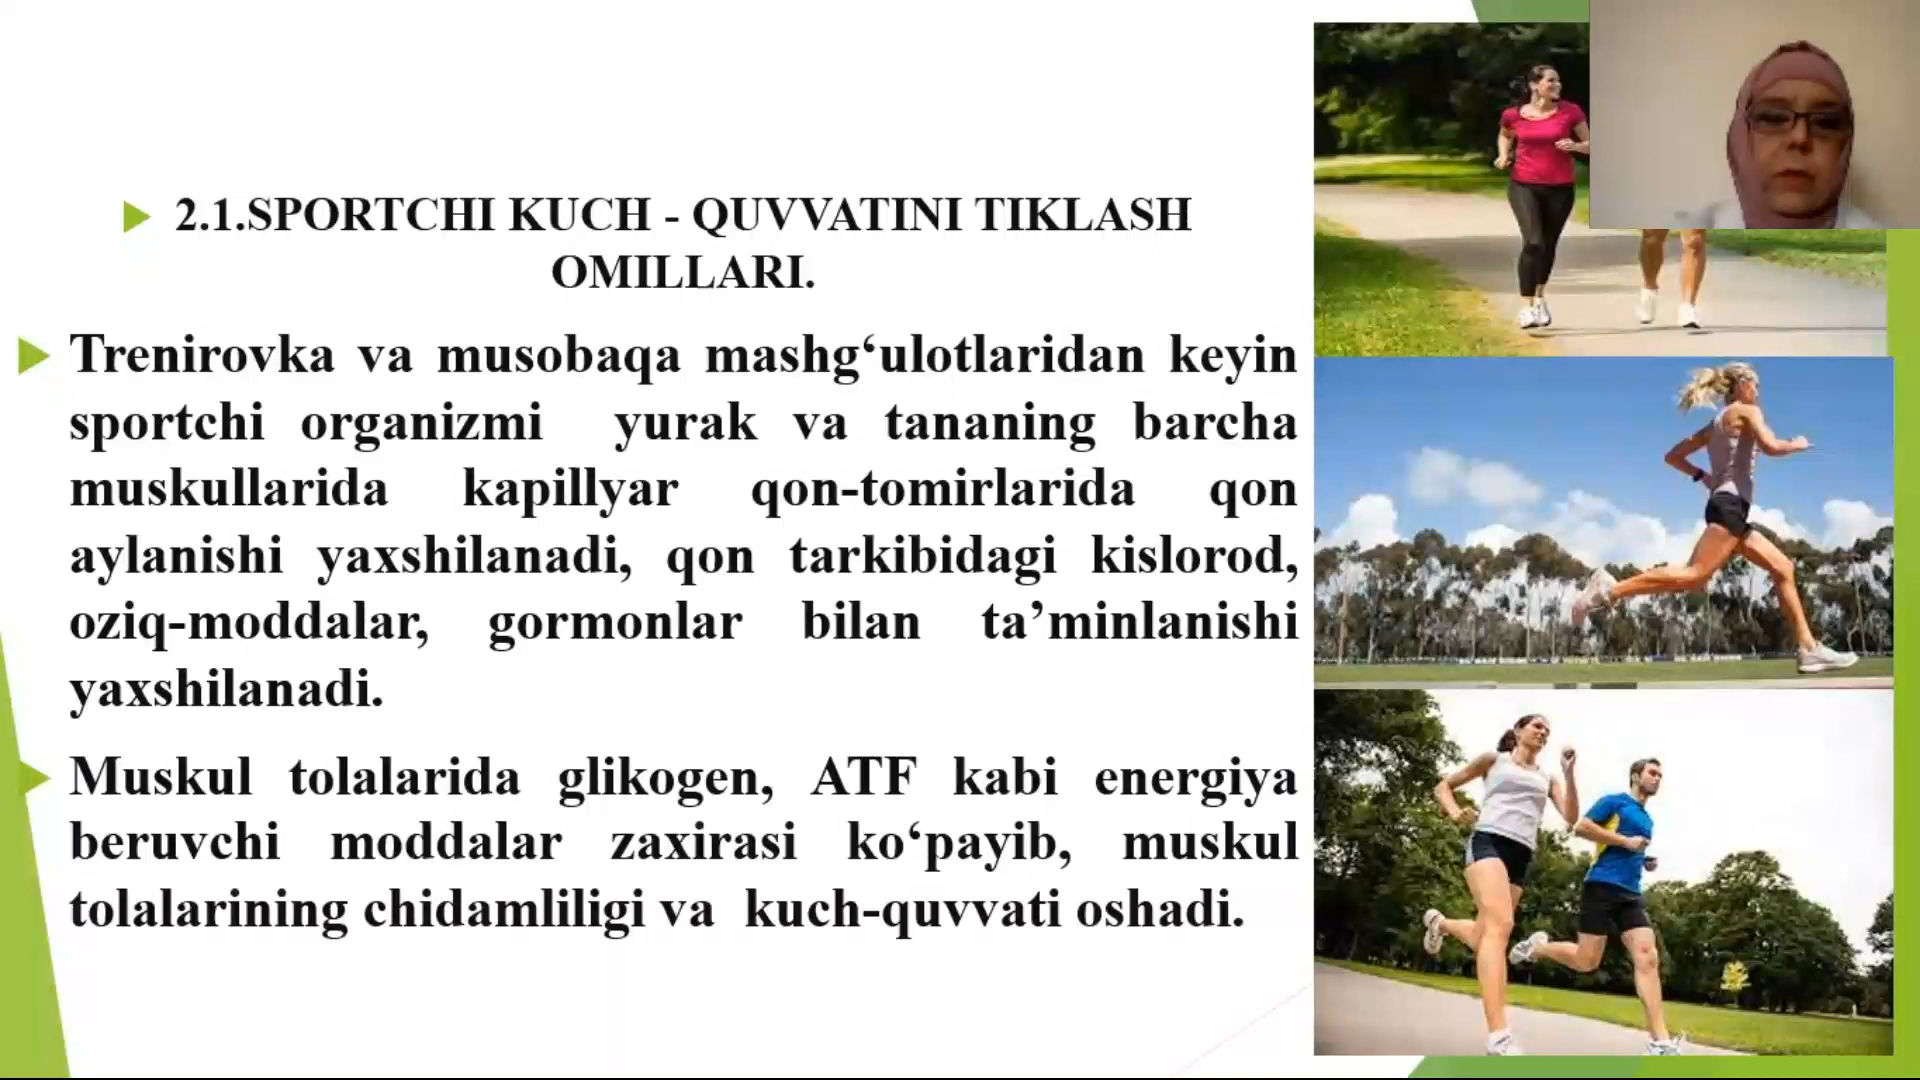 2.1.SPORTCHI KUCH - QUVVATINI TIKLASH
OMILLARI.
Trenirovka va musobaqa mashg‘ulotlaridan keyin
sportchi organizmi yurak va tananing barcha
muskullarida kapillyar qon-tomirlarida qon
aylanishi yaxshilanadi, qon tarkibidagi kislorod,
oziq-moddalar, gormonlar bilan ta’minlanishi
yaxshilanadi.
Muskul tolalarida glikogen, ATF kabi energiya
beruvchi moddalar zaxirasi ko‘payib, muskul
tolalarining chidamliligi va kuch-quvvati oshadi.